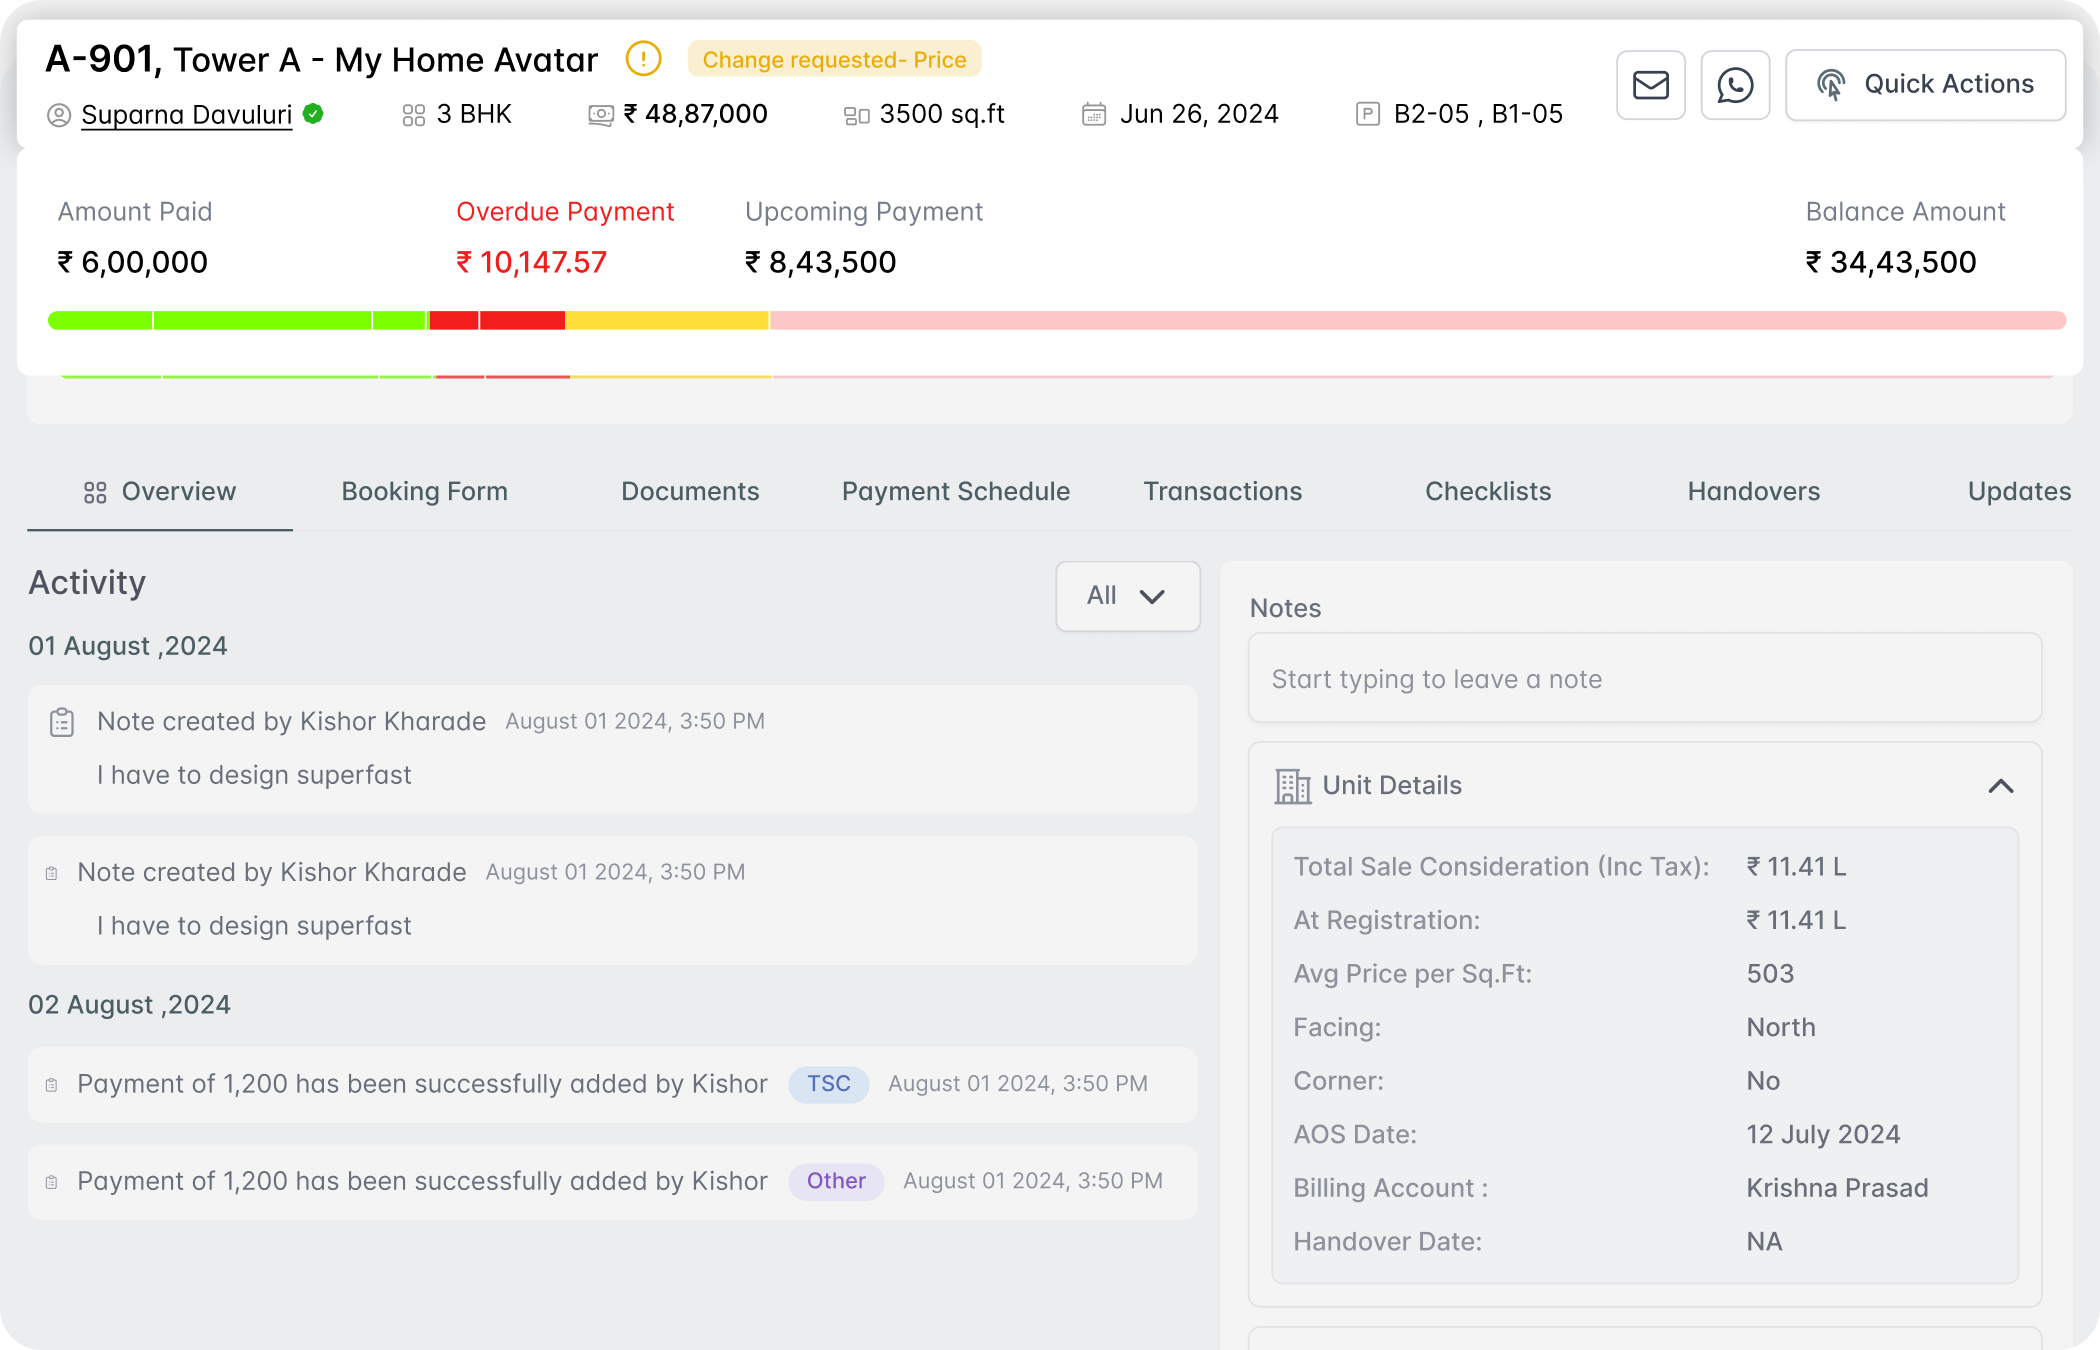 A-901, Tower A - My Home Avatar
Change requested- Price
Suparna Davuluri
3 BHK
₹ 48,87,000
3500 sq.ft
Jun 26, 2024
P
B2-05 , B1-05
Quick Actions
Amount Paid
Overdue Payment
Upcoming Payment
Balance Amount
₹ 6,00,000
₹ 10,147.57
₹ 8,43,500
₹ 34,43,500
Overview
Booking Form
Documents
Payment Schedule
Transactions
Checklists
Handovers
Updates
Activity
All
01 August ,2024
Note created by Kishor Kharade August 01 2024, 3:50 PM
I have to design superfast
Note created by Kishor Kharade August 01 2024, 3:50 PM
I have to design superfast
02 August ,2024
Payment of 1,200 has been successfully added by Kishor TSC August 01 2024, 3:50 PM
Payment of 1,200 has been successfully added by Kishor Other August 01 2024, 3:50 PM
Notes
Start typing to leave a note
Unit Details
Total Sale Consideration (Inc Tax): ₹ 11.41 L
At Registration: ₹ 11.41 L
Avg Price per Sq.Ft: 503
Facing: North
Corner: No
AOS Date: 12 July 2024
Billing Account : Krishna Prasad
Handover Date: NA